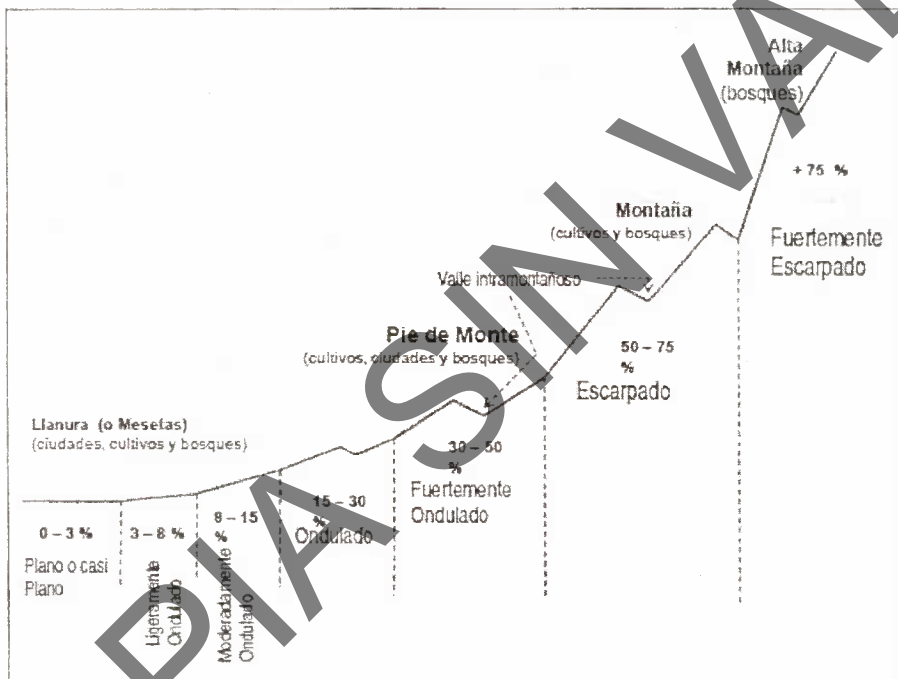 Alta
Montaña
(bosques)
+ 75 %
Fuertemente
Escarpado
Montaña
(cultivos y bosques)
Valle intramontañoso
50 – 75
%
Escarpado
Pie de Monte
(cultivos, ciudades y bosques)
30 – 50
%
Fuertemente
Ondulado
Llanura (o Mesetas)
(ciudades, cultivos y bosques)
15 – 30
%
Ondulado
8 – 15
%
Moderadamente
Ondulado
3 – 8 %
Ligeramente
Ondulado
0 – 3 %
Plano o casi
Plano
PIA SIN VAL